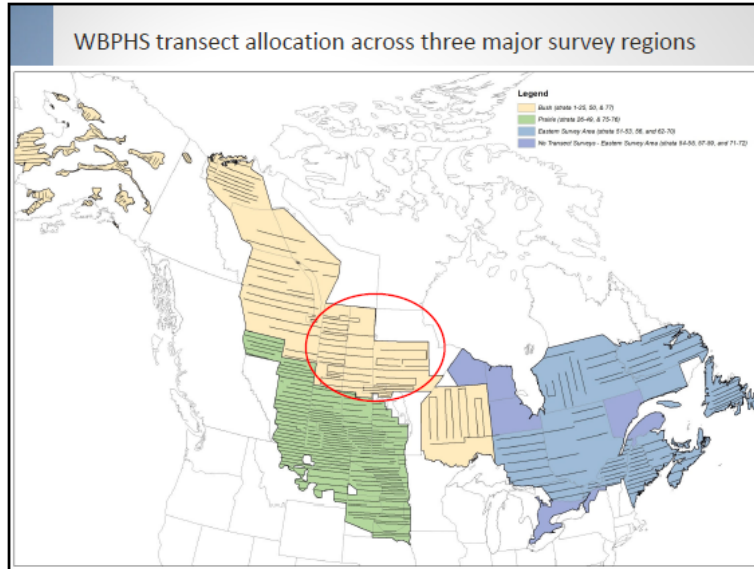 WBPHS transect allocation across three major survey regions
Legend
Bush (strata 1-25, 50, & 77)
Prairie (strata 26-49, & 75-76)
Eastern Survey Area (strata 51-53, 56, and 62-70)
No Transect Surveys - Eastern Survey Area (strata 54-55, 57-59, and 71-72)